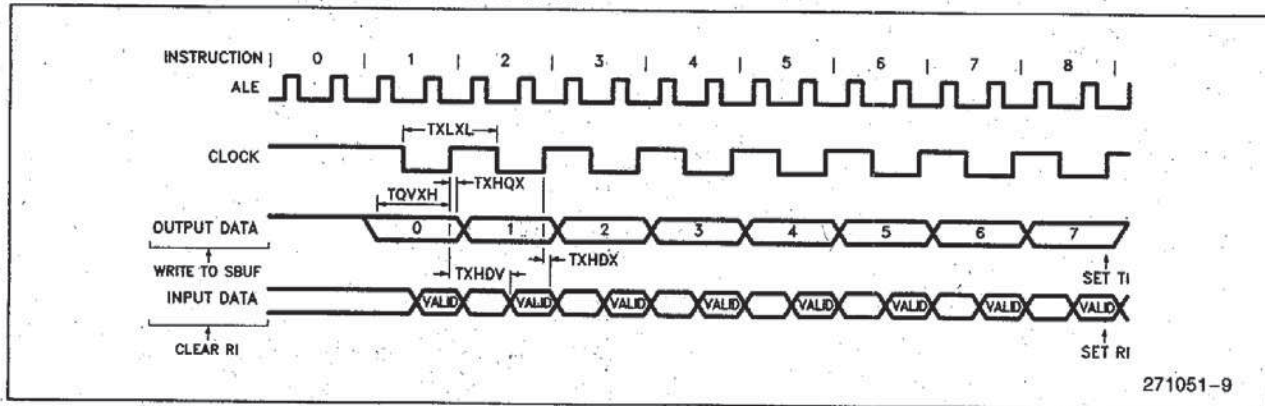 INSTRUCTION | 0 | 1 | 2 | 3 | 4 | 5 | 6 | 7 | 8 |
ALE
TXLXL
CLOCK
TQVXH
TXHQX
OUTPUT DATA 0 1 2 3 4 5 6 7
WRITE TO SBUF
TXHDV
TXHDX
SET TI
INPUT DATA VALID VALID VALID VALID VALID VALID VALID VALID
CLEAR RI
SET RI
271051-9